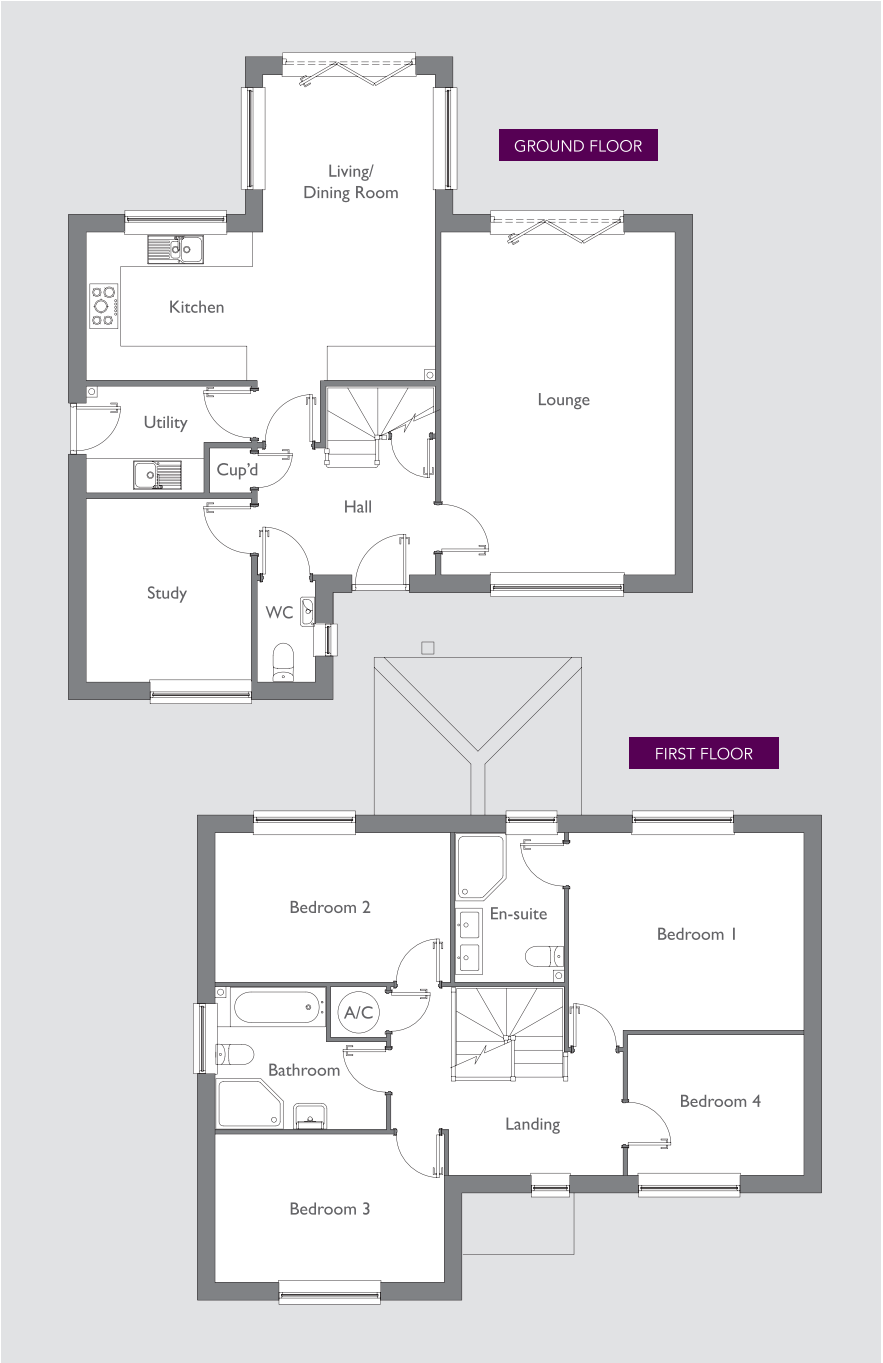 GROUND FLOOR
Living/
Dining Room
Kitchen
Lounge
Utility
Cup'd
Hall
Study
WC
FIRST FLOOR
Bedroom 2
En-suite
Bedroom 1
A/C
Bathroom
Bedroom 4
Landing
Bedroom 3